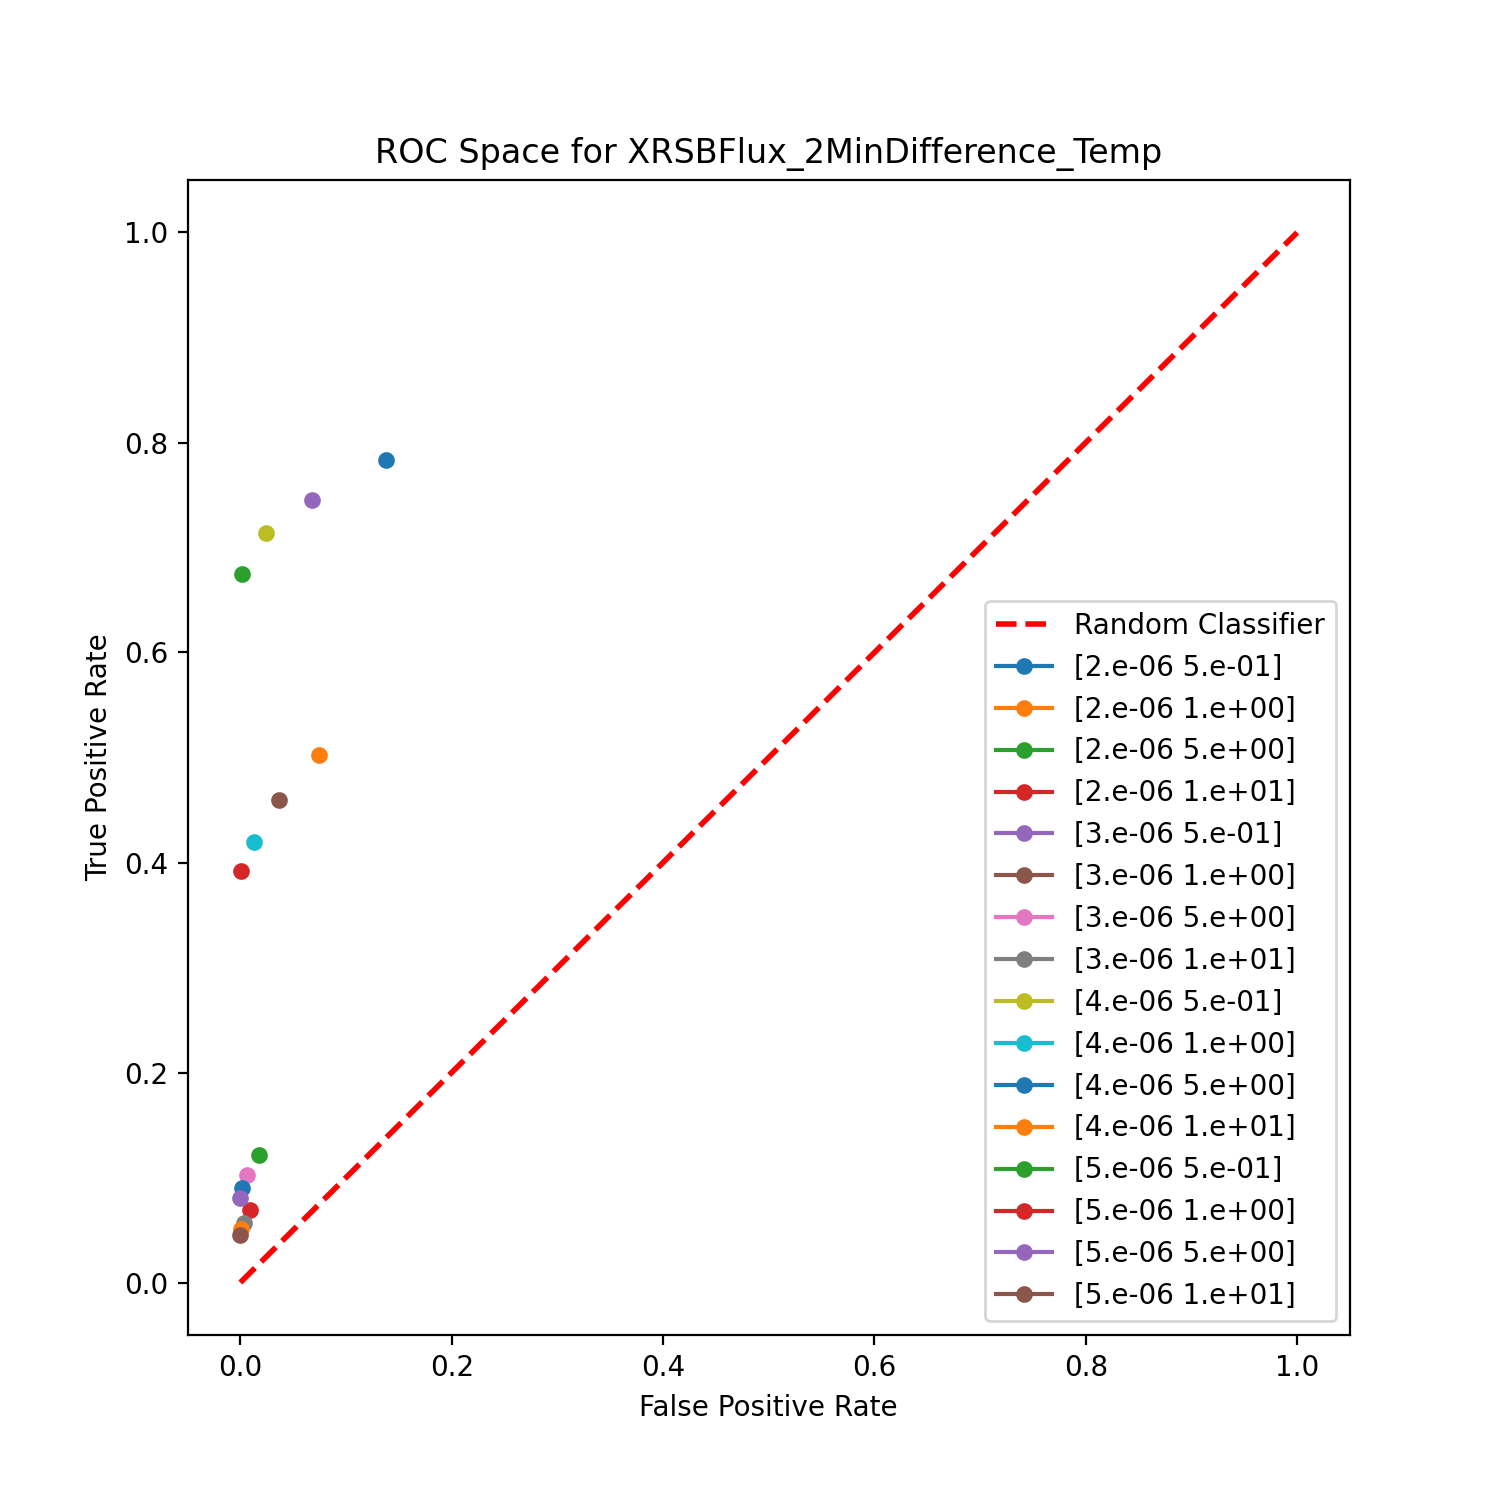 ROC Space for XRSBFlux_2MinDifference_Temp
True Positive Rate
1.0
0.8
0.6
0.4
0.2
0.0
0.0 0.2 0.4 0.6 0.8 1.0
False Positive Rate
Random Classifier
[2.e-06 5.e-01]
[2.e-06 1.e+00]
[2.e-06 5.e+00]
[2.e-06 1.e+01]
[3.e-06 5.e-01]
[3.e-06 1.e+00]
[3.e-06 5.e+00]
[3.e-06 1.e+01]
[4.e-06 5.e-01]
[4.e-06 1.e+00]
[4.e-06 5.e+00]
[4.e-06 1.e+01]
[5.e-06 5.e-01]
[5.e-06 1.e+00]
[5.e-06 5.e+00]
[5.e-06 1.e+01]